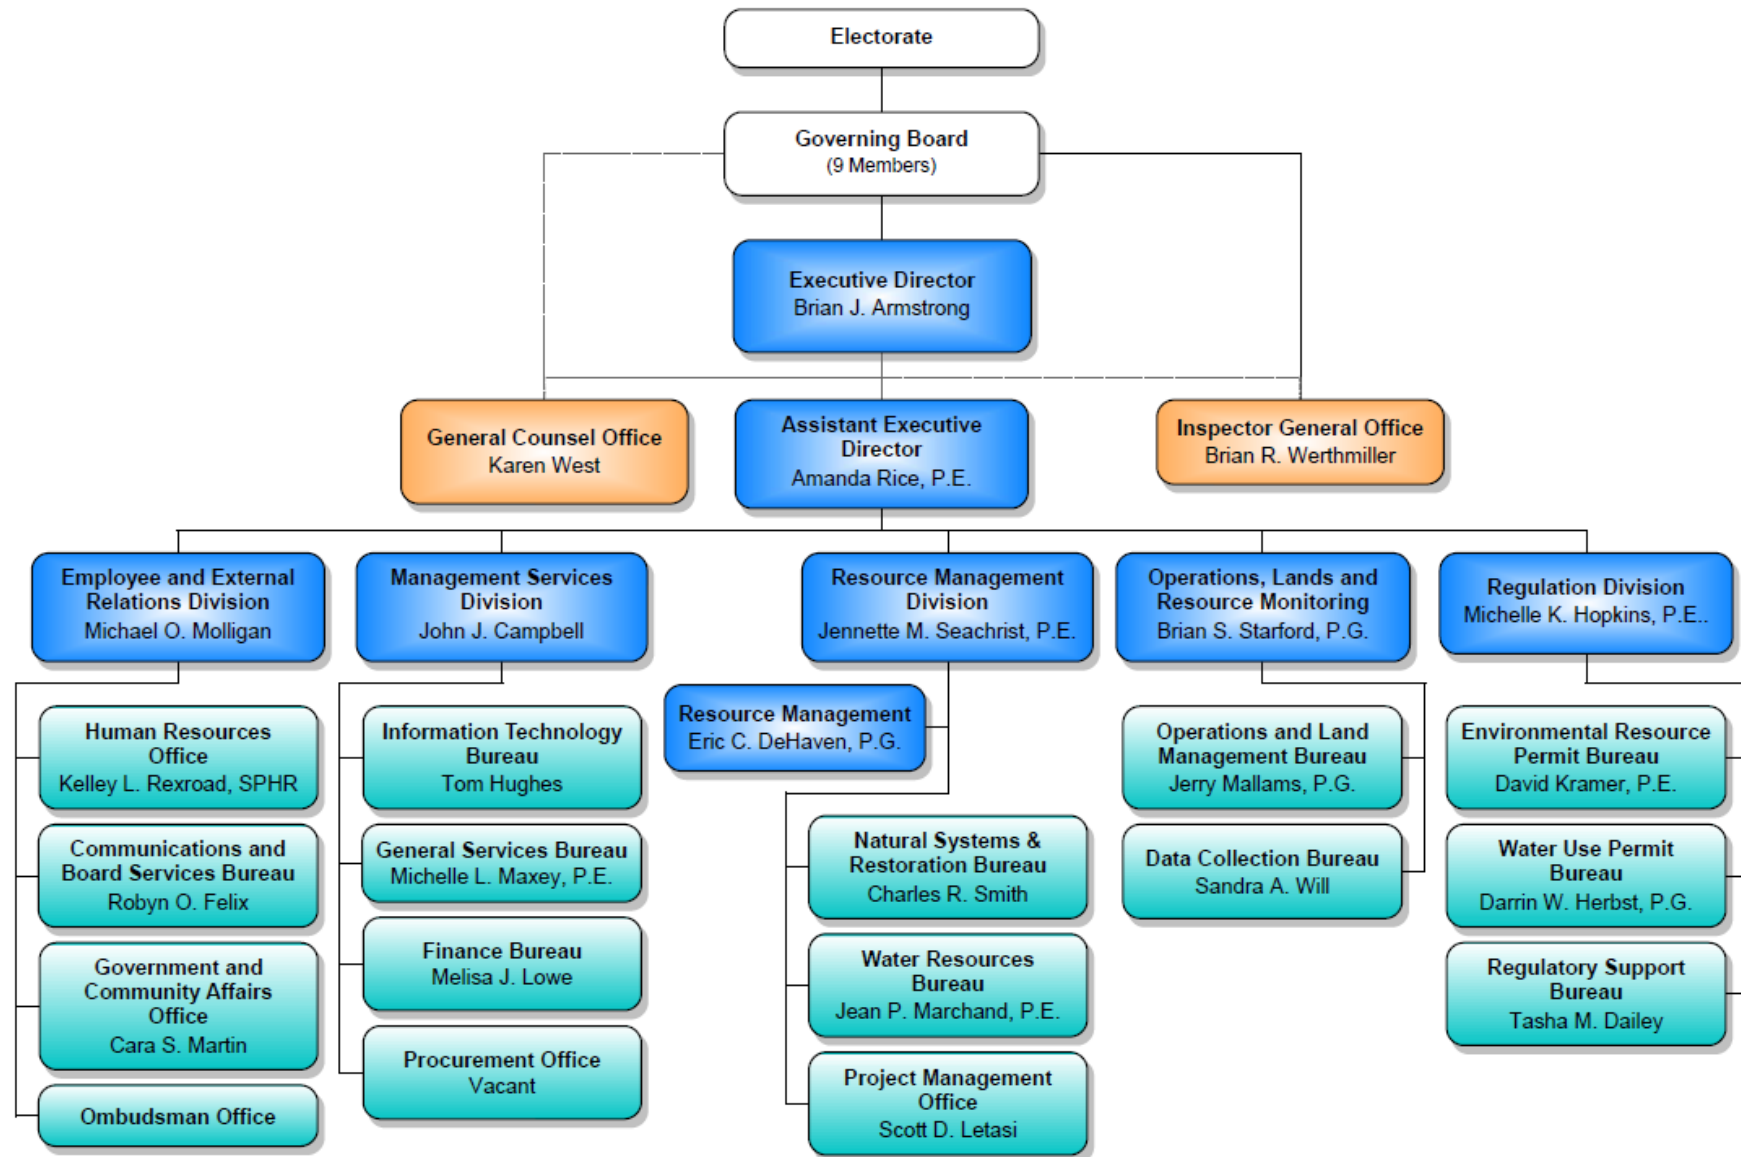 Electorate
Governing Board
(9 Members)
Executive Director
Brian J. Armstrong
General Counsel Office
Karen West
Assistant Executive
Director
Amanda Rice, P.E.
Inspector General Office
Brian R. Werthmiller
Employee and External
Relations Division
Michael O. Molligan
Management Services
Division
John J. Campbell
Resource Management
Division
Jennette M. Seachrist, P.E.
Operations, Lands and
Resource Monitoring
Brian S. Starford, P.G.
Regulation Division
Michelle K. Hopkins, P.E..
Human Resources
Office
Kelley L. Rexroad, SPHR
Communications and
Board Services Bureau
Robyn O. Felix
Government and
Community Affairs
Office
Cara S. Martin
Ombudsman Office
Information Technology
Bureau
Tom Hughes
General Services Bureau
Michelle L. Maxey, P.E.
Finance Bureau
Melisa J. Lowe
Procurement Office
Vacant
Resource Management
Eric C. DeHaven, P.G.
Natural Systems &
Restoration Bureau
Charles R. Smith
Water Resources
Bureau
Jean P. Marchand, P.E.
Project Management
Office
Scott D. Letasi
Operations and Land
Management Bureau
Jerry Mallams, P.G.
Data Collection Bureau
Sandra A. Will
Environmental Resource
Permit Bureau
David Kramer, P.E.
Water Use Permit
Bureau
Darrin W. Herbst, P.G.
Regulatory Support
Bureau
Tasha M. Dailey